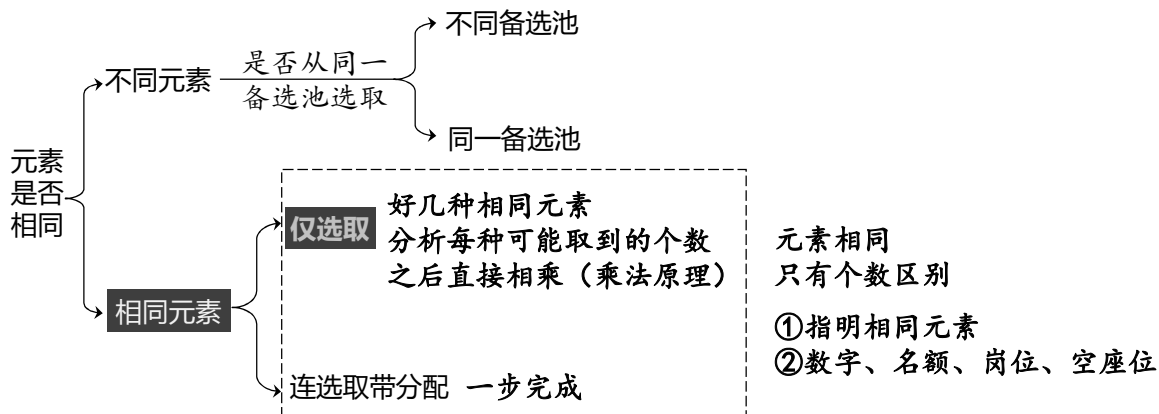 不同备选池
不同元素
是否从同一
备选池选取
同一备选池
元素
是否
相同
仅选取
好几种相同元素
分析每种可能取到的个数
之后直接相乘（乘法原理）
元素相同
只有个数区别
相同元素
①指明相同元素
②数字、名额、岗位、空座位
连选取带分配 一步完成